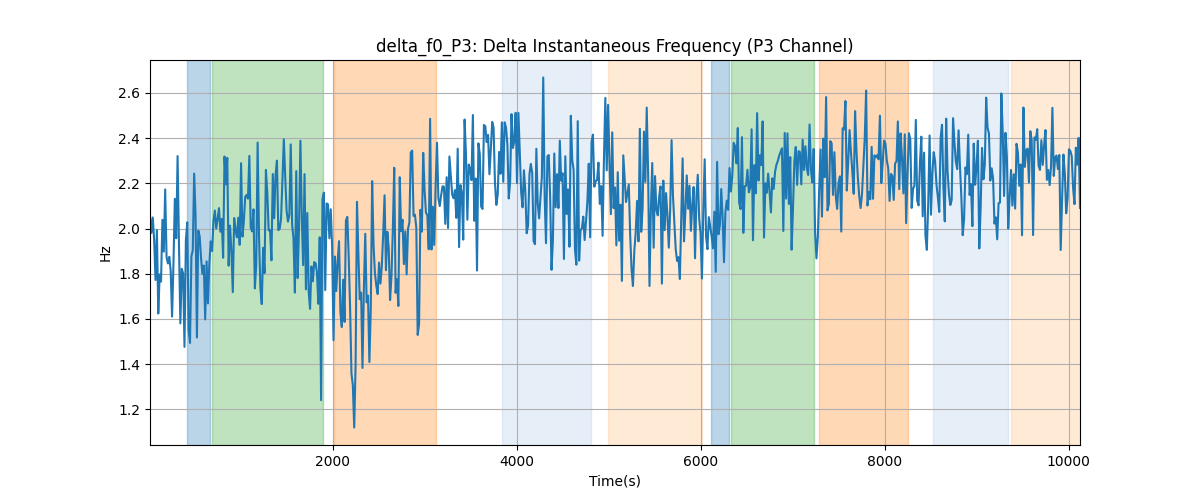 delta_f0_P3: Delta Instantaneous Frequency (P3 Channel)
Hz
2.6
2.4
2.2
2.0
1.8
1.6
1.4
1.2
2000 4000 6000 8000 10000
Time(s)